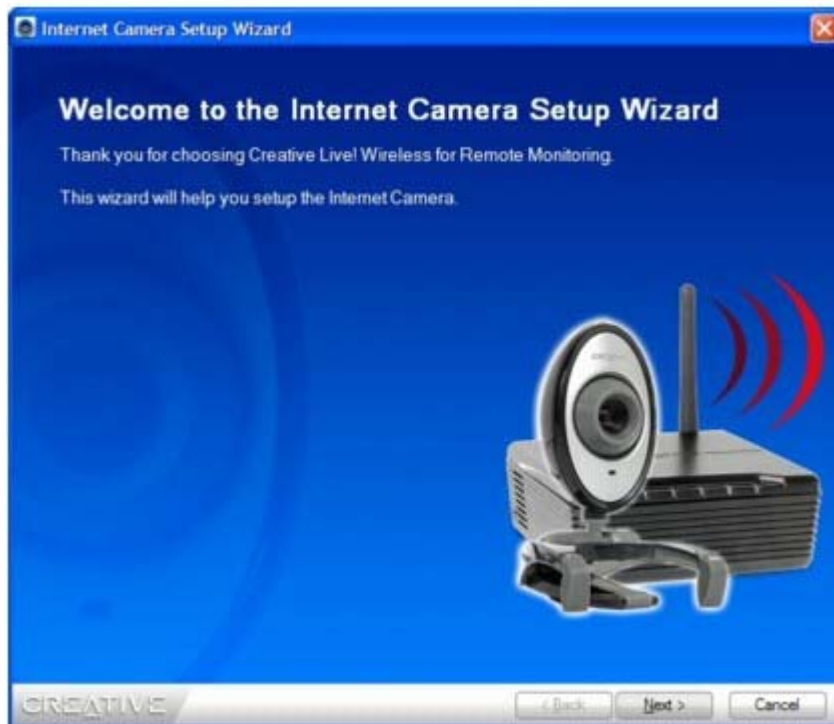 Internet Camera Setup Wizard
Welcome to the Internet Camera Setup Wizard
Thank you for choosing Creative Live! Wireless for Remote Monitoring.
This wizard will help you setup the Internet Camera.
CREATIVE
< Back
Next >
Cancel